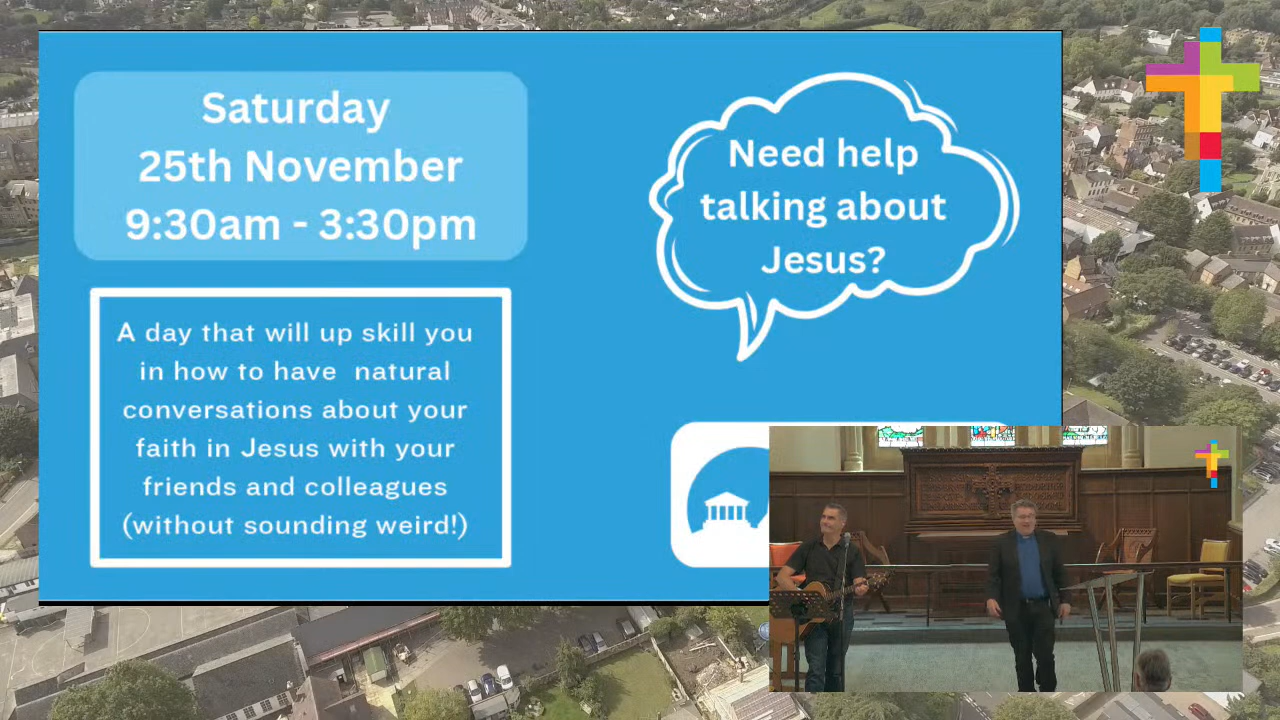 Saturday
25th November
9:30am - 3:30pm
A day that will up skill you
in how to have natural
conversations about your
faith in Jesus with your
friends and colleagues
(without sounding weird!)
Need help
talking about
Jesus?